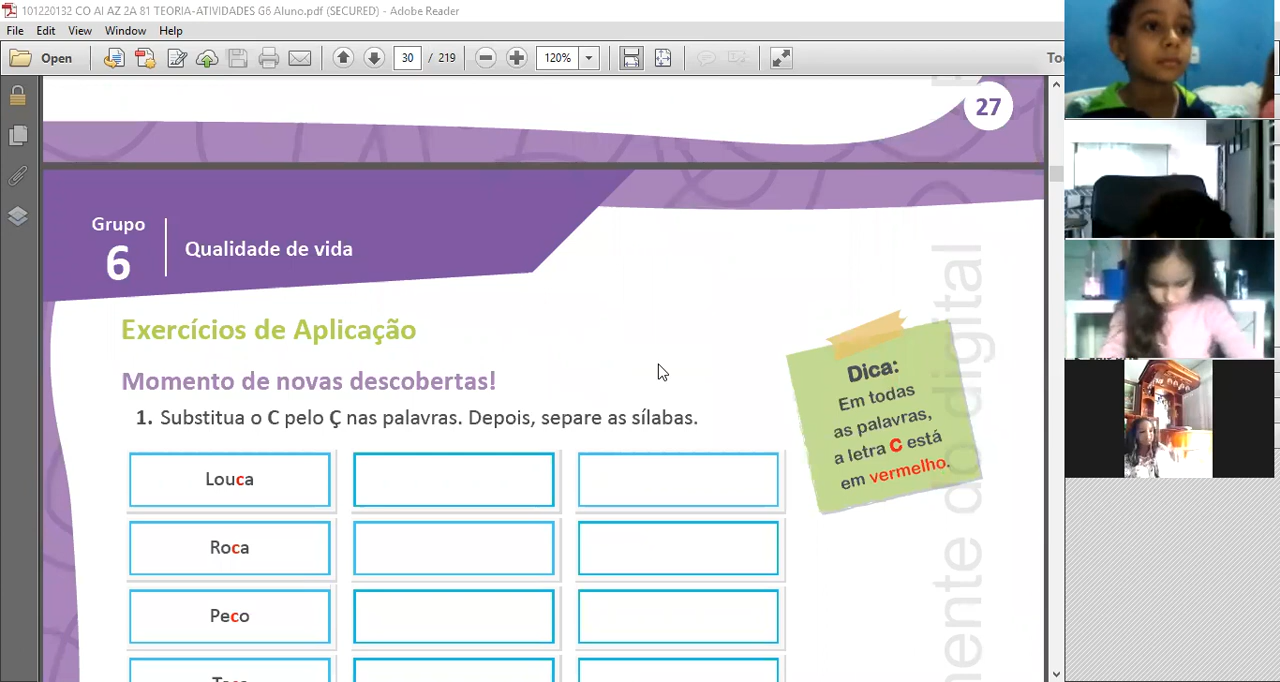 101220132 CO AI AZ 2A 81 TEORIA-ATIVIDADES G6 Aluno.pdf (SECURED) - Adobe Reader
File Edit View Window Help
Open 30 / 219 120%
27
Grupo
6
Qualidade de vida
Exercícios de Aplicação
Momento de novas descobertas!
1. Substitua o C pelo Ç nas palavras. Depois, separe as sílabas.
Louca
Roca
Peco
Dica:
Em todas
as palavras,
a letra C está
em vermelho.
do digital